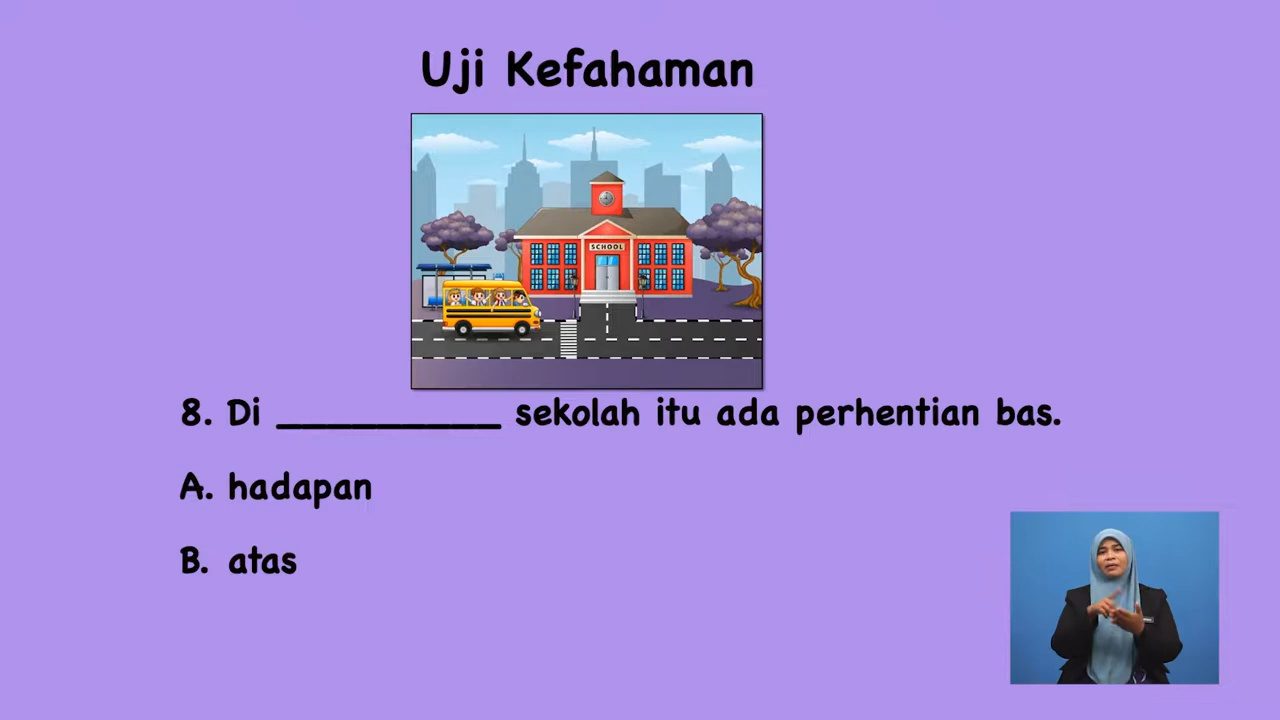 Uji Kefahaman
SCHOOL
8. Di ___________ sekolah itu ada perhentian bas.
A. hadapan
B. atas